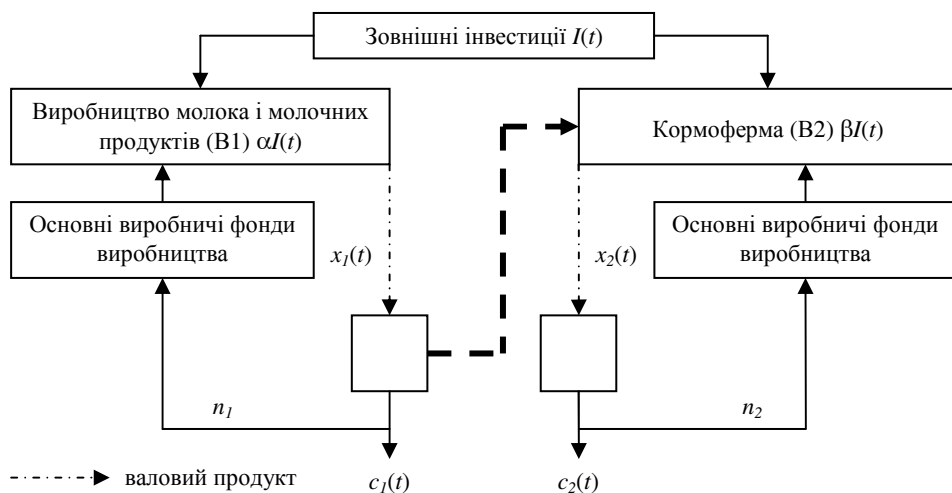 Зовнішні інвестиції I(t)
Виробництво молока і молочних
продуктів (В1) αI(t)
Кормоферма (В2) βI(t)
Основні виробничі фонди
виробництва
x1(t)
x2(t)
Основні виробничі фонди
виробництва
n1
n2
валовий продукт
c1(t)
c2(t)